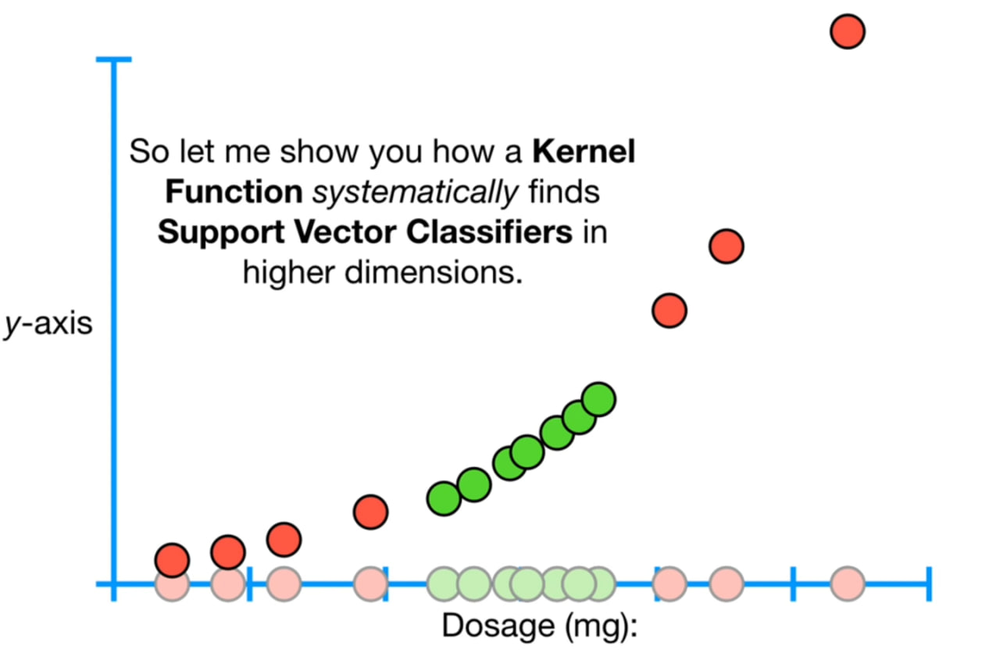 So let me show you how a Kernel
Function systematically finds
Support Vector Classifiers in
higher dimensions.
y-axis
Dosage (mg):